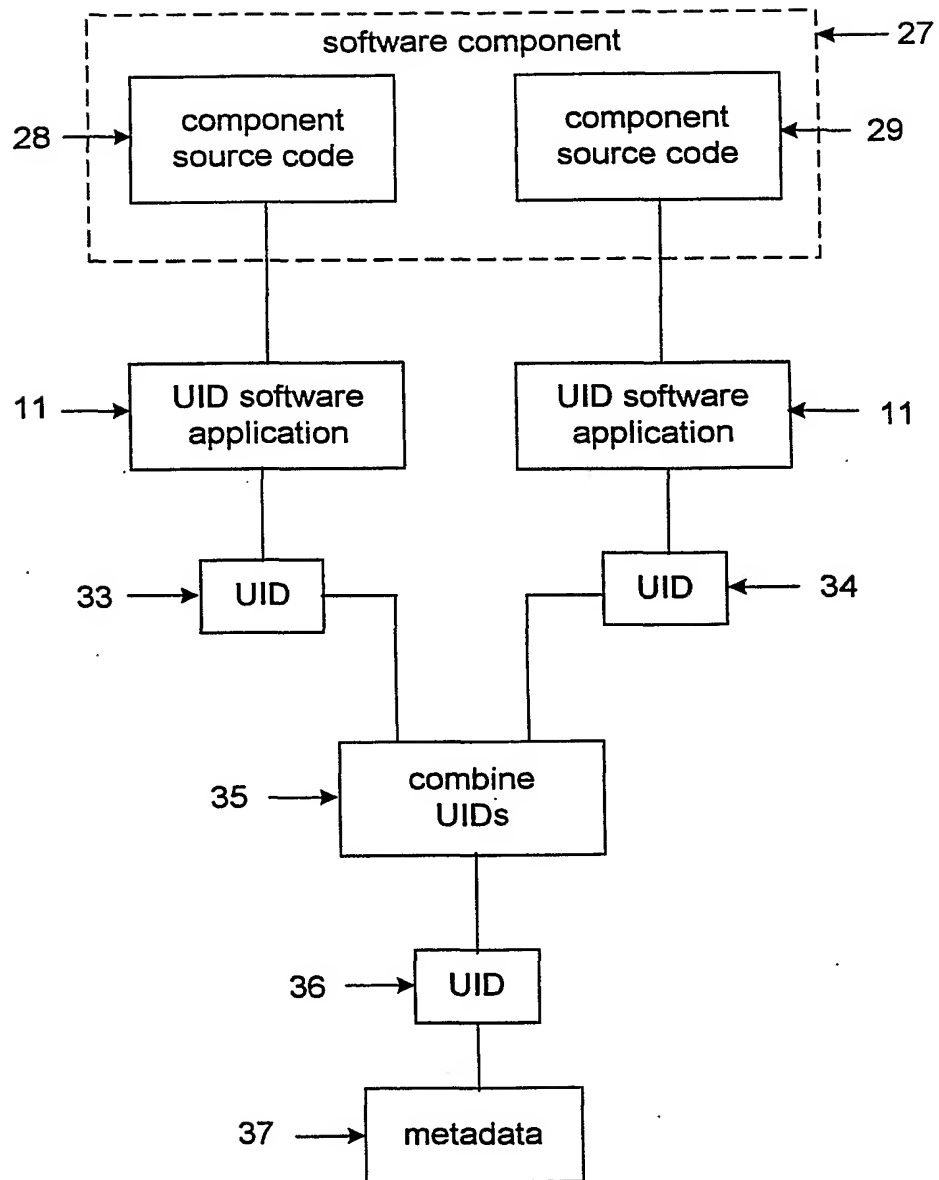 software component
27
28
component
source code
component
source code
29
11
UID software
application
UID software
application
11
33
UID
UID
34
35
combine
UIDs
36
UID
37
metadata